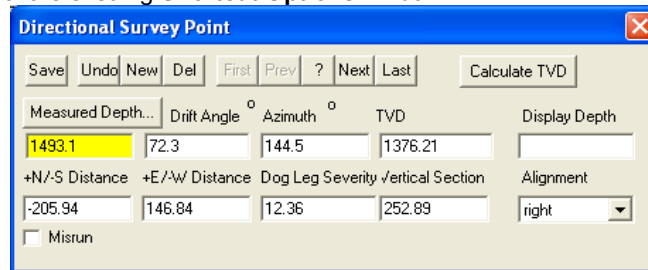 Directional Survey Point
Save Undo New Del First Prev ? Next Last Calculate TVD
Measured Depth... Drift Angle o Azimuth o TVD Display Depth
1493.1 72.3 144.5 1376.21
+N/-S Distance +E/-W Distance Dog Leg Severity Vertical Section Alignment
-205.94 146.84 12.36 252.89 right
Misrun